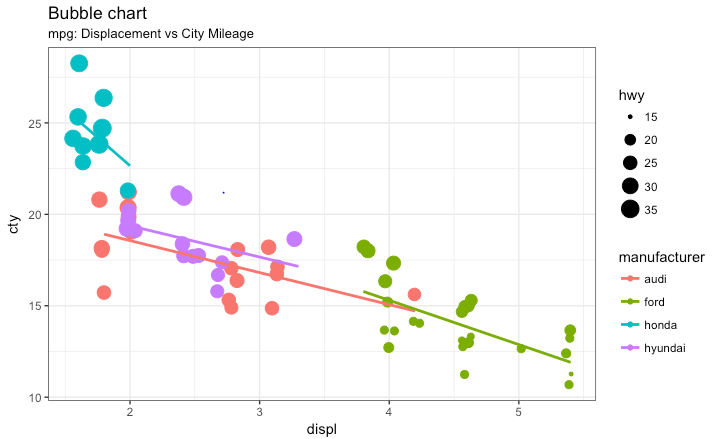 Bubble chart
mpg: Displacement vs City Mileage
25
20
15
10
cty
2
3
4
5
displ
hwy
15
20
25
30
35
manufacturer
audi
ford
honda
hyundai